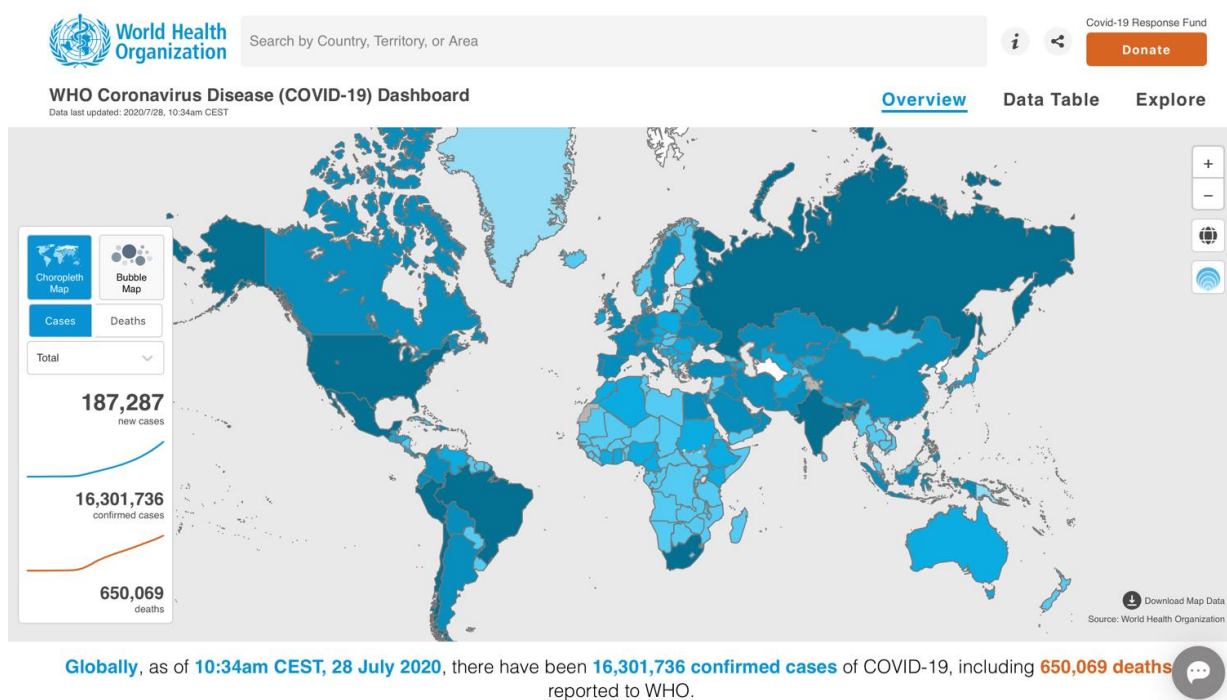 World Health
Organization
Search by Country, Territory, or Area
i
Covid-19 Response Fund
Donate
WHO Coronavirus Disease (COVID-19) Dashboard
Data last updated: 2020/7/28, 10:34am CEST
Overview
Data Table
Explore
+
−
Choropleth
Map
Bubble
Map
Cases
Deaths
Total
187,287
new cases
16,301,736
confirmed cases
650,069
deaths
Download Map Data
Source: World Health Organization
Globally, as of 10:34am CEST, 28 July 2020, there have been 16,301,736 confirmed cases of COVID-19, including 650,069 deaths
reported to WHO.